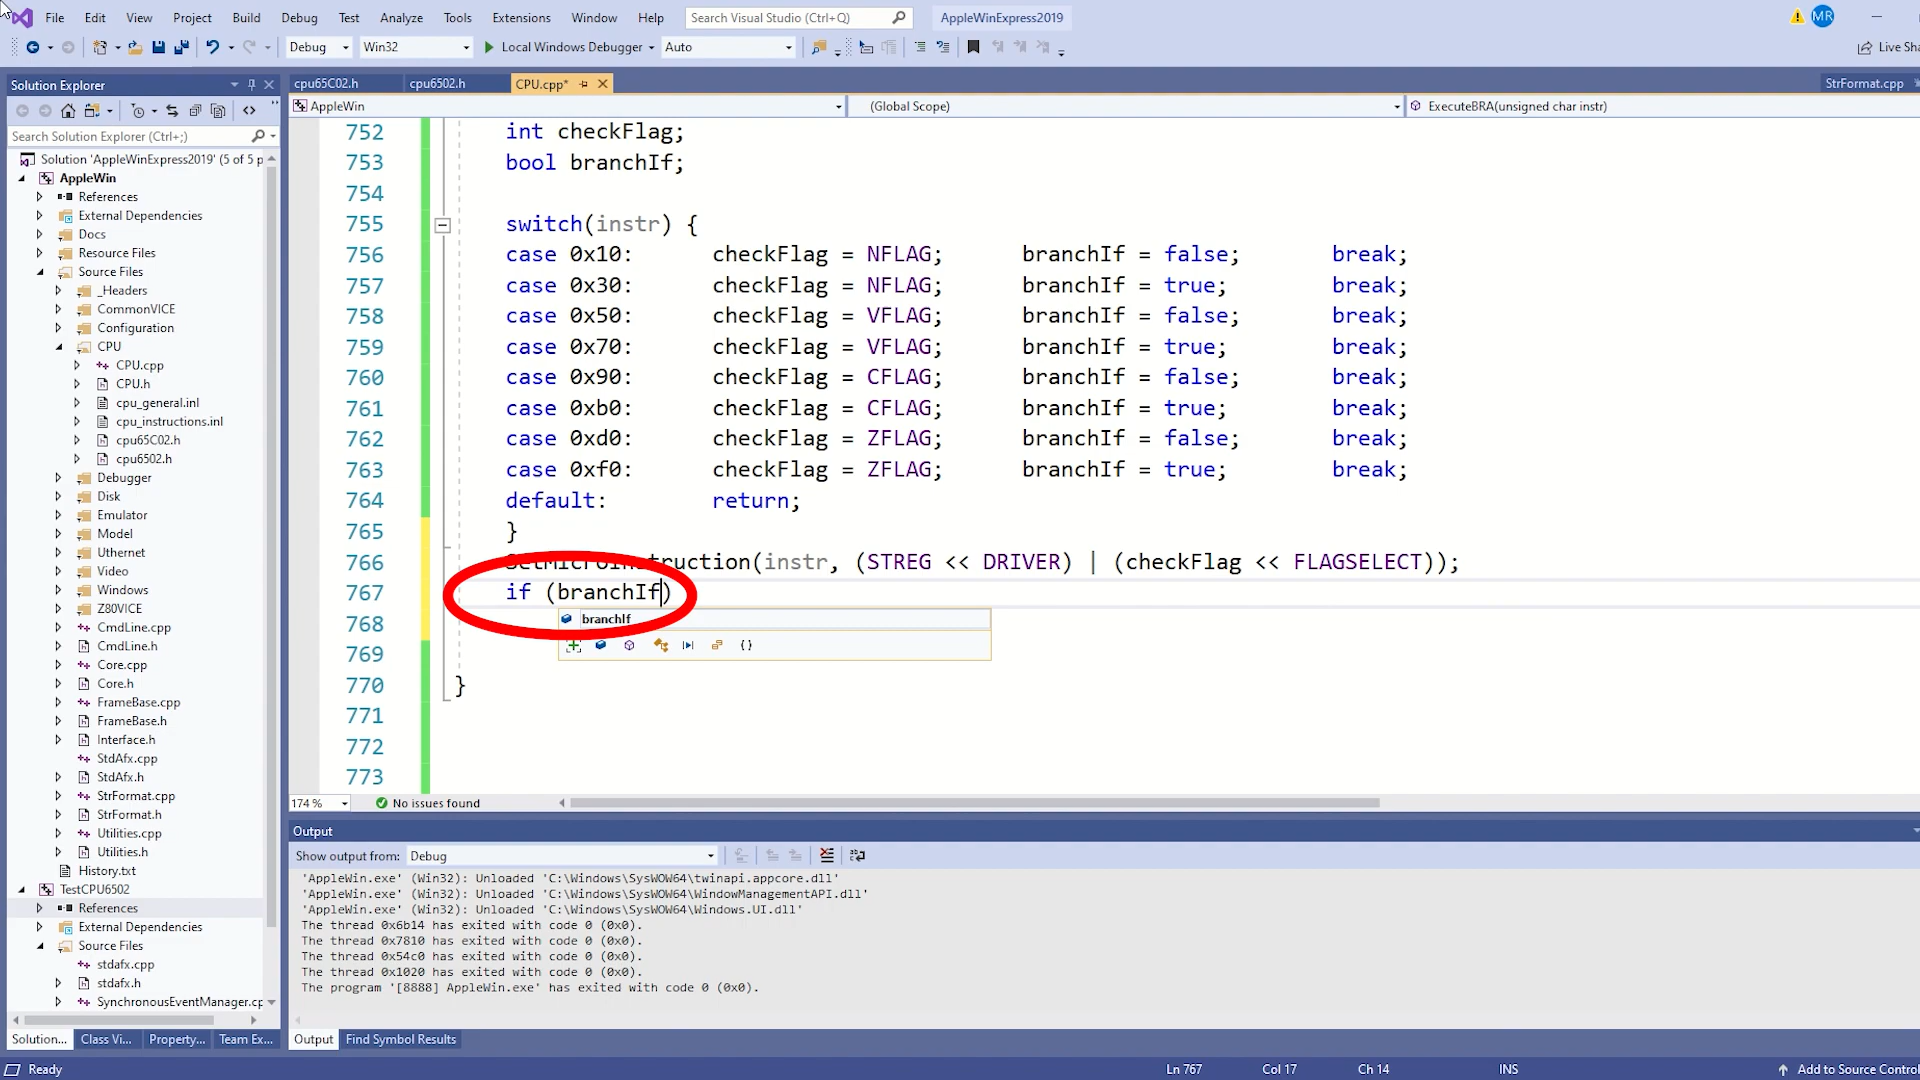 File Edit View Project Build Debug Test Analyze Tools Extensions Window Help Search Visual Studio (Ctrl+Q) AppleWinExpress2019 MR
Debug Win32 Local Windows Debugger Auto Live Sha
Solution Explorer
Search Solution Explorer (Ctrl+;)
Solution 'AppleWinExpress2019' (5 of 5 p
AppleWin
References
External Dependencies
Docs
Resource Files
Source Files
_Headers
CommonVICE
Configuration
CPU
CPU.cpp
CPU.h
cpu_general.inl
cpu_instructions.inl
cpu65C02.h
cpu6502.h
Debugger
Disk
Emulator
Model
Uthernet
Video
Windows
Z80VICE
CmdLine.cpp
CmdLine.h
Core.cpp
Core.h
FrameBase.cpp
FrameBase.h
Interface.h
StdAfx.cpp
StdAfx.h
StrFormat.cpp
StrFormat.h
Utilities.cpp
Utilities.h
History.txt
TestCPU6502
References
External Dependencies
Source Files
stdafx.cpp
stdafx.h
SynchronousEventManager.cp
Solution... Class Vi... Property... Team Ex...
cpu65C02.h cpu6502.h CPU.cpp* StrFormat.cpp
AppleWin (Global Scope) ExecuteBRA(unsigned char instr)
752 int checkFlag;
753 bool branchIf;
754
755 switch(instr) {
756 case 0x10: checkFlag = NFLAG; branchIf = false; break;
757 case 0x30: checkFlag = NFLAG; branchIf = true; break;
758 case 0x50: checkFlag = VFLAG; branchIf = false; break;
759 case 0x70: checkFlag = VFLAG; branchIf = true; break;
760 case 0x90: checkFlag = CFLAG; branchIf = false; break;
761 case 0xb0: checkFlag = CFLAG; branchIf = true; break;
762 case 0xd0: checkFlag = ZFLAG; branchIf = false; break;
763 case 0xf0: checkFlag = ZFLAG; branchIf = true; break;
764 default: return;
765 }
766 SetMicroInstruction(instr, (STREG << DRIVER) | (checkFlag << FLAGSELECT));
767 if (branchIf)
branchIf
768
769
770 }
771
772
773
174 % No issues found
Output
Show output from: Debug
'AppleWin.exe' (Win32): Unloaded 'C:\Windows\SysWOW64\twinapi.appcore.dll'
'AppleWin.exe' (Win32): Unloaded 'C:\Windows\SysWOW64\WindowManagementAPI.dll'
'AppleWin.exe' (Win32): Unloaded 'C:\Windows\SysWOW64\Windows.UI.dll'
The thread 0x6b14 has exited with code 0 (0x0).
The thread 0x7810 has exited with code 0 (0x0).
The thread 0x54c0 has exited with code 0 (0x0).
The thread 0x1020 has exited with code 0 (0x0).
The program '[8888] AppleWin.exe' has exited with code 0 (0x0).
Output Find Symbol Results
Ready Ln 767 Col 17 Ch 14 INS Add to Source Control